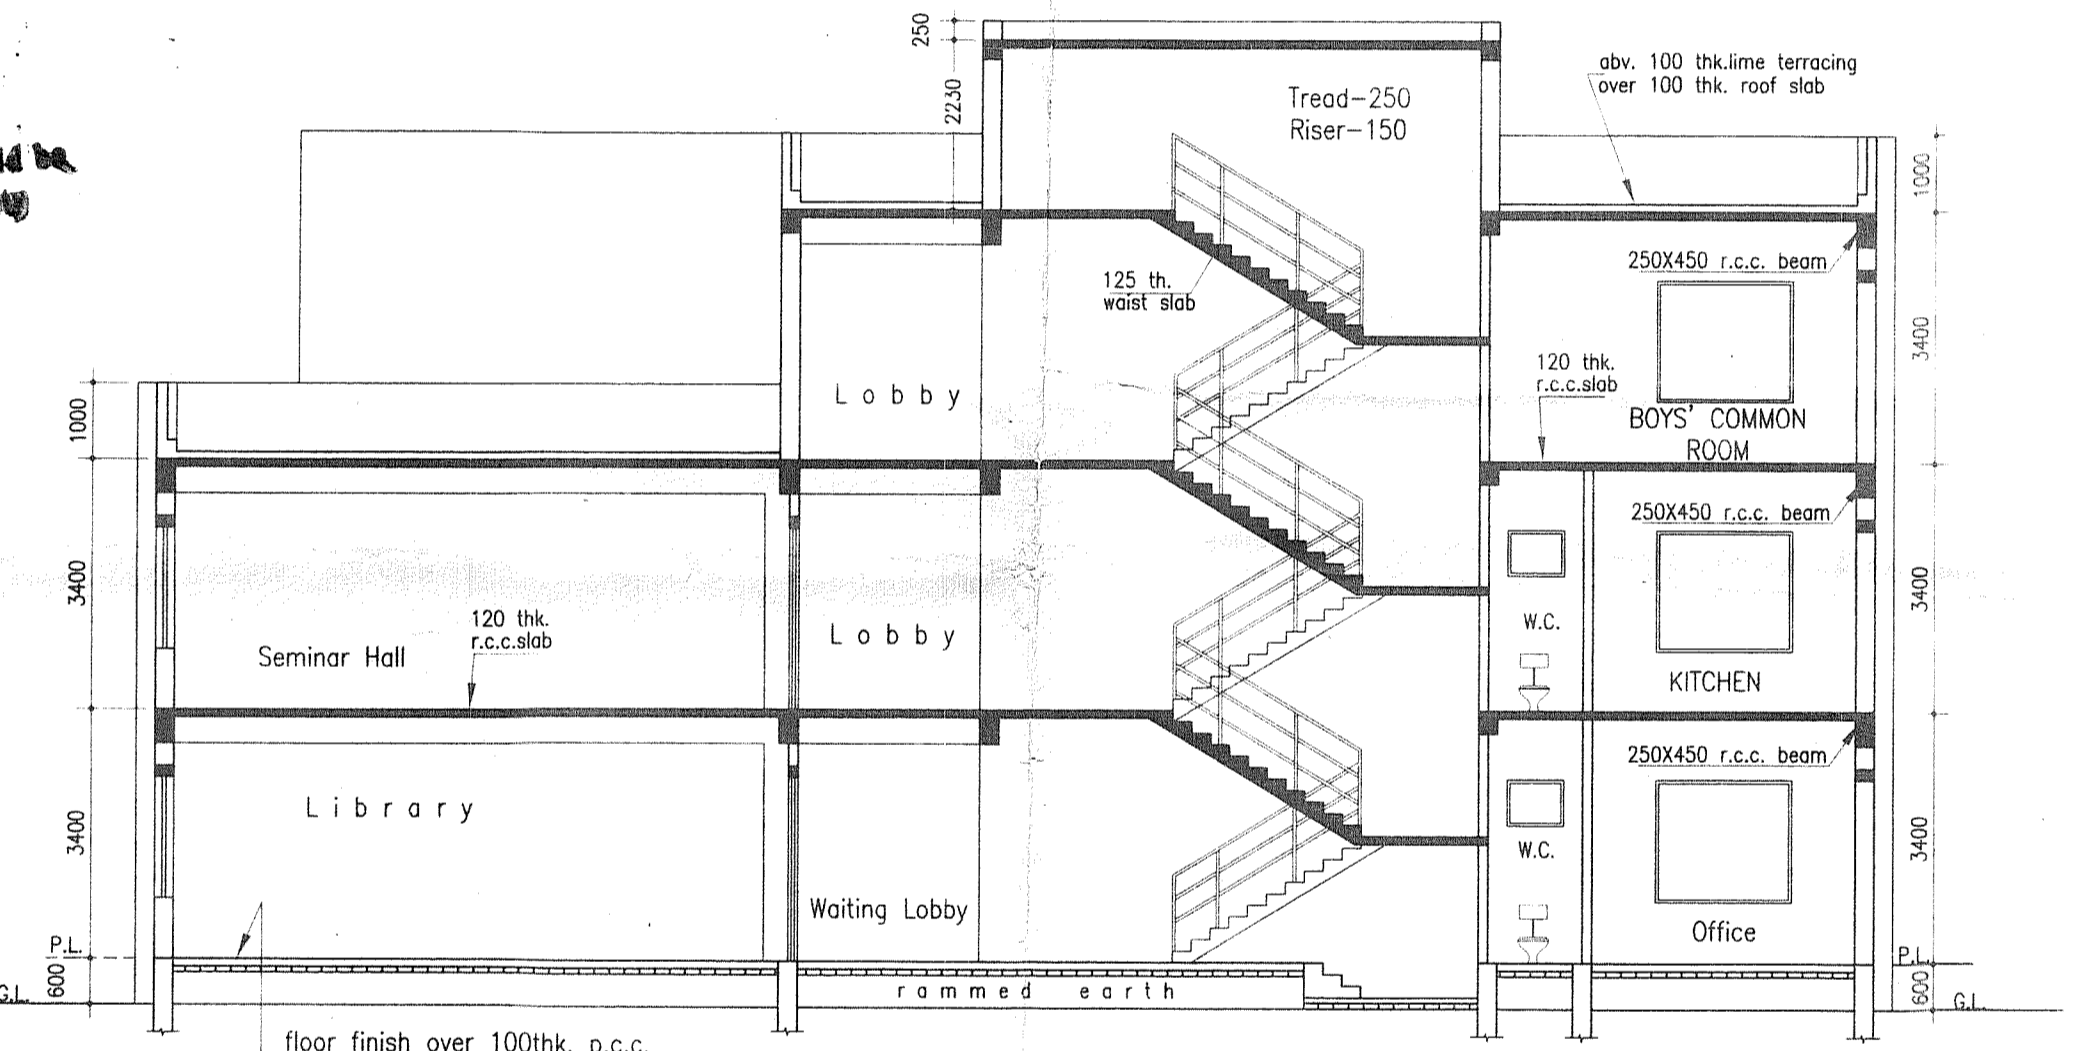 250
2230
Tread-250
Riser-150
abv. 100 thk.lime terracing
over 100 thk. roof slab
1000
250X450 r.c.c. beam
125 th.
waist slab
3400
120 thk.
r.c.c.slab
Lobby
BOYS' COMMON
ROOM
1000
250X450 r.c.c. beam
3400
3400
W.C.
120 thk.
r.c.c.slab
Lobby
Seminar Hall
KITCHEN
250X450 r.c.c. beam
Library
3400
3400
W.C.
Waiting Lobby
Office
P.L.
P.L.
600
rammed earth
600
G.L.
G.L.
floor finish over 100thk. p.c.c.